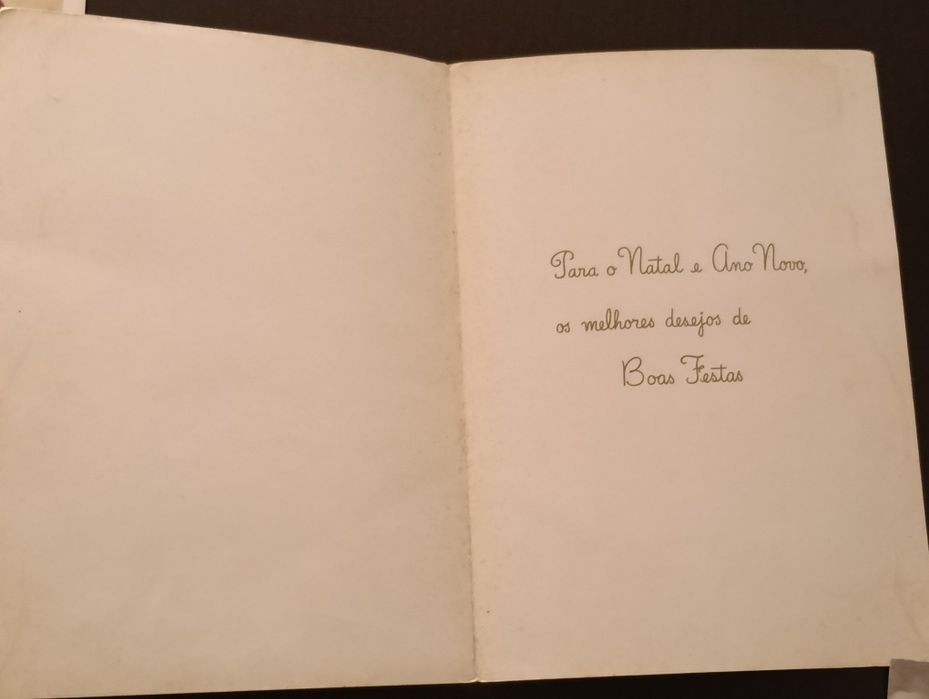 Para o Natal e Ano Novo,
os melhores desejos de
Boas Festas